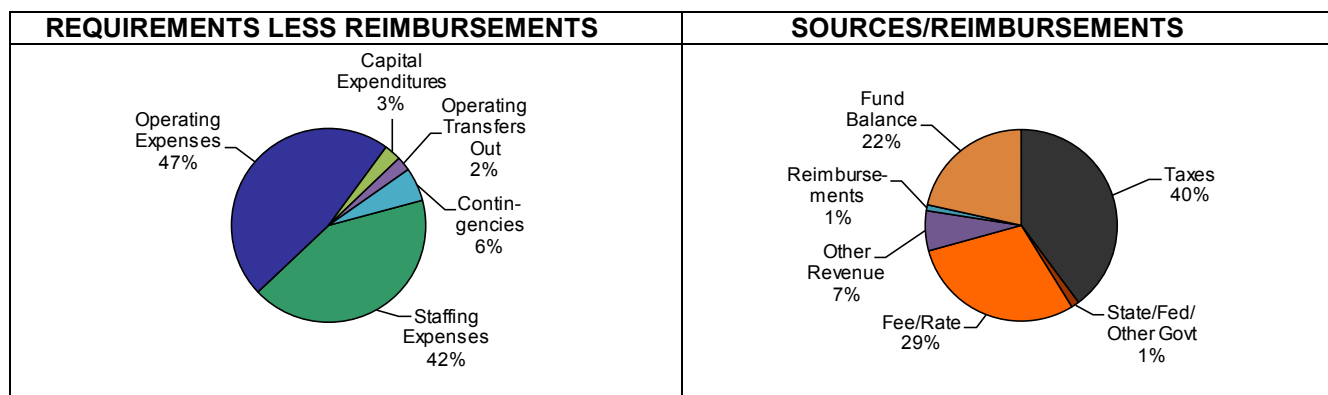 REQUIREMENTS LESS REIMBURSEMENTS
Capital
Expenditures
3%
Operating
Transfers
Out
2%
Operating
Expenses
47%
Contin-
gencies
6%
Staffing
Expenses
42%
SOURCES/REIMBURSEMENTS
Fund
Balance
22%
Taxes
40%
Reimburse-
ments
1%
Other
Revenue
7%
Fee/Rate
29%
State/Fed/
Other Govt
1%